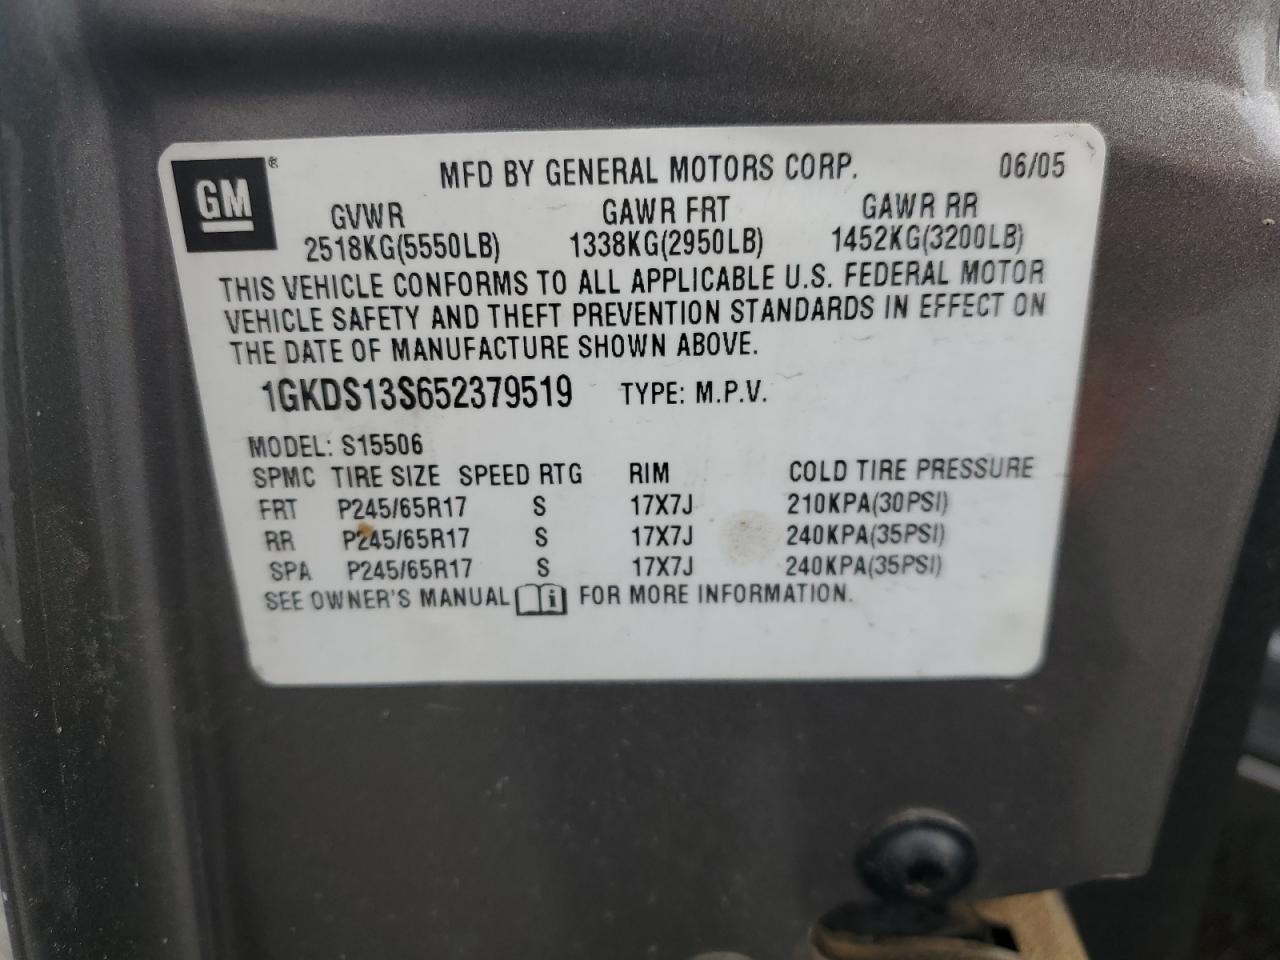 GM®
MFD BY GENERAL MOTORS CORP. 06/05
GVWR GAWR FRT GAWR RR
2518KG(5550LB) 1338KG(2950LB) 1452KG(3200LB)
THIS VEHICLE CONFORMS TO ALL APPLICABLE U.S. FEDERAL MOTOR
VEHICLE SAFETY AND THEFT PREVENTION STANDARDS IN EFFECT ON
THE DATE OF MANUFACTURE SHOWN ABOVE.
1GKDS13S652379519 TYPE: M.P.V.
MODEL: S15506
SPMC TIRE SIZE SPEED RTG RIM COLD TIRE PRESSURE
FRT P245/65R17 S 17X7J 210KPA(30PSI)
RR P245/65R17 S 17X7J 240KPA(35PSI)
SPA P245/65R17 S 17X7J 240KPA(35PSI)
SEE OWNER'S MANUAL i FOR MORE INFORMATION.